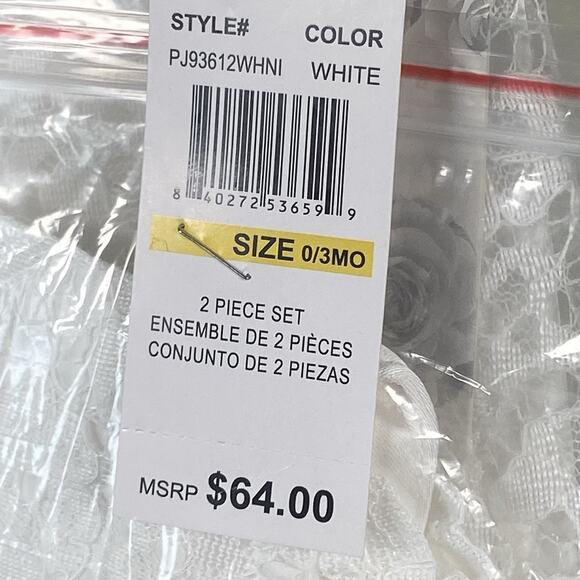 STYLE# COLOR
PJ93612WHNI WHITE
8 40272 53659 9
SIZE 0/3MO
2 PIECE SET
ENSEMBLE DE 2 PIÈCES
CONJUNTO DE 2 PIEZAS
MSRP $64.00